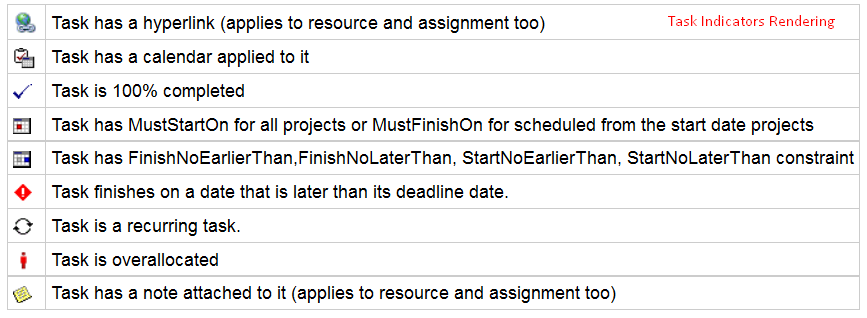 Task has a hyperlink (applies to resource and assignment too) Task Indicators Rendering
Task has a calendar applied to it
Task is 100% completed
Task has MustStartOn for all projects or MustFinishOn for scheduled from the start date projects
Task has FinishNoEarlierThan,FinishNoLaterThan, StartNoEarlierThan, StartNoLaterThan constraint
Task finishes on a date that is later than its deadline date.
Task is a recurring task.
Task is overallocated
Task has a note attached to it (applies to resource and assignment too)